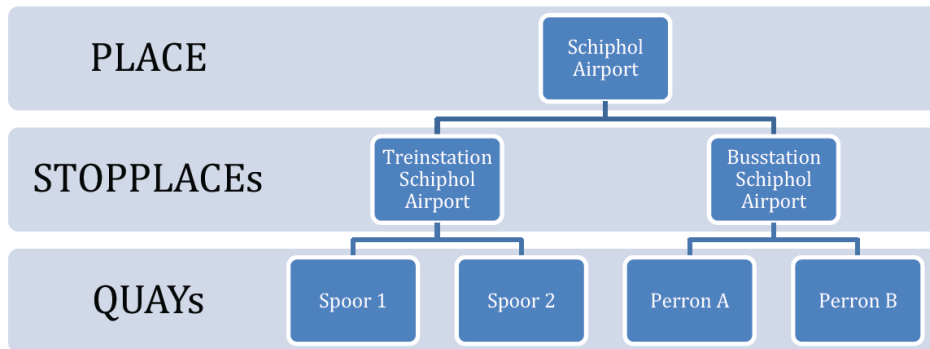 PLACE
Schiphol
Airport
STOPPLACEs
Treinstation
Schiphol
Airport
Busstation
Schiphol
Airport
QUAYs
Spoor 1
Spoor 2
Perron A
Perron B